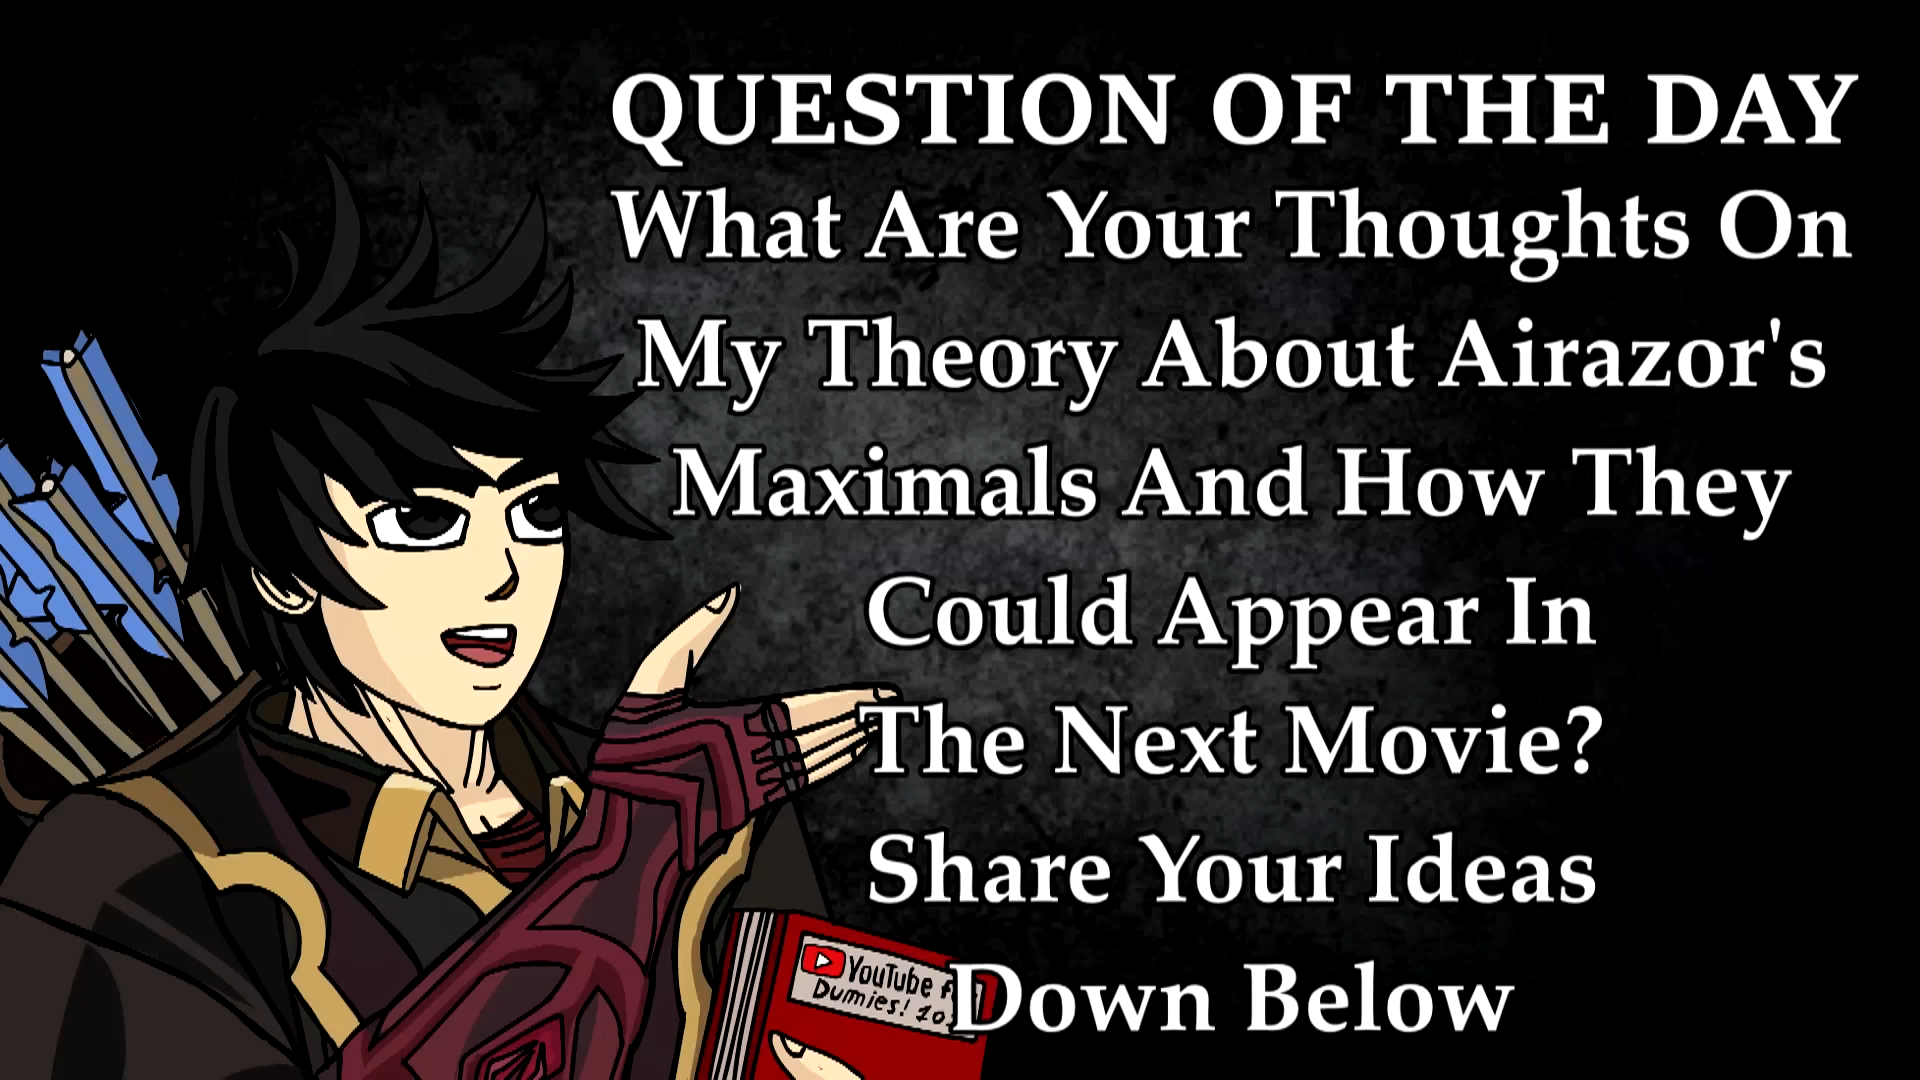 QUESTION OF THE DAY
What Are Your Thoughts On
My Theory About Airazor's
Maximals And How They
Could Appear In
The Next Movie?
Share Your Ideas
Down Below
YouTube
Dumies!